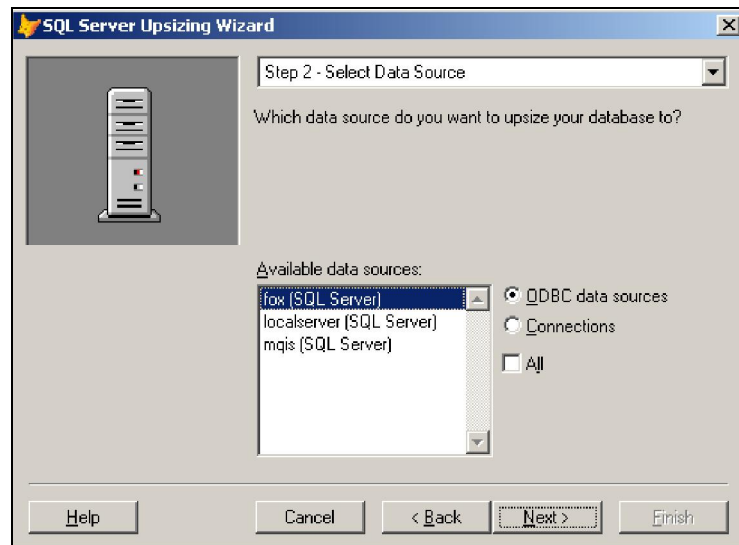 SQL Server Upsizing Wizard
Step 2 - Select Data Source
Which data source do you want to upsize your database to?
Available data sources:
fox (SQL Server)
localserver (SQL Server)
mqis (SQL Server)
ODBC data sources
Connections
All
Help
Cancel
< Back
Next >
Finish